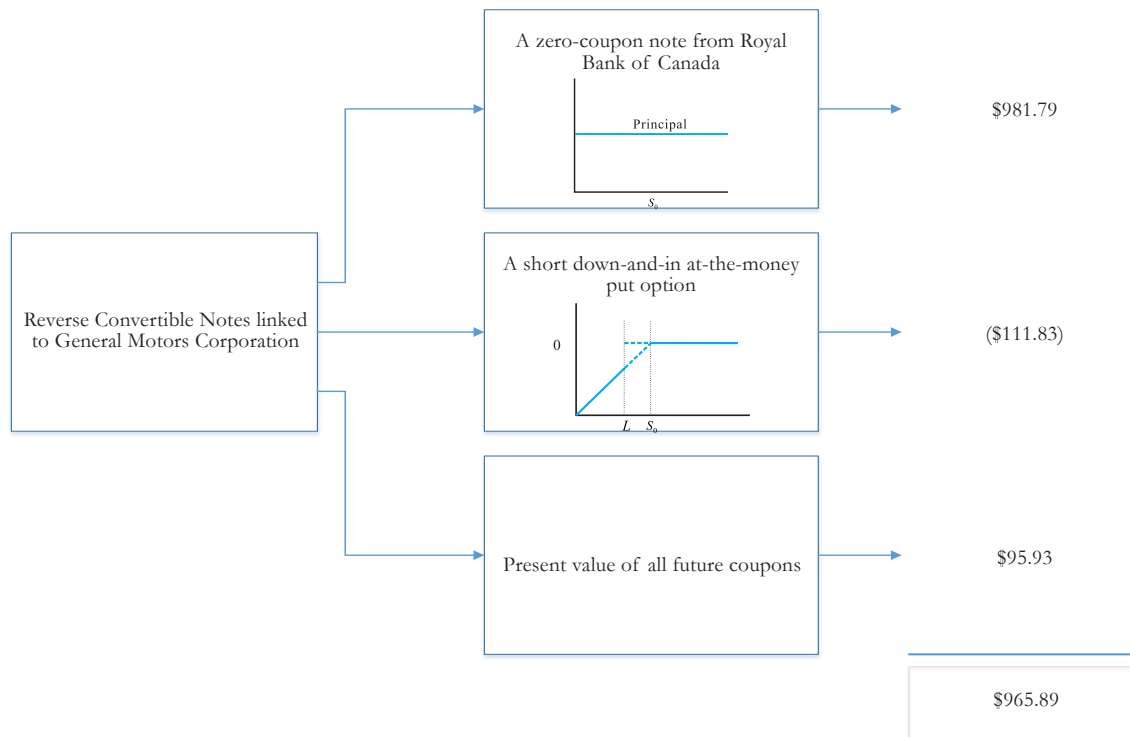 A zero-coupon note from Royal
Bank of Canada
Principal
S₀
$981.79
Reverse Convertible Notes linked
to General Motors Corporation
A short down-and-in at-the-money
put option
0
L S₀
($111.83)
Present value of all future coupons
$95.93
$965.89